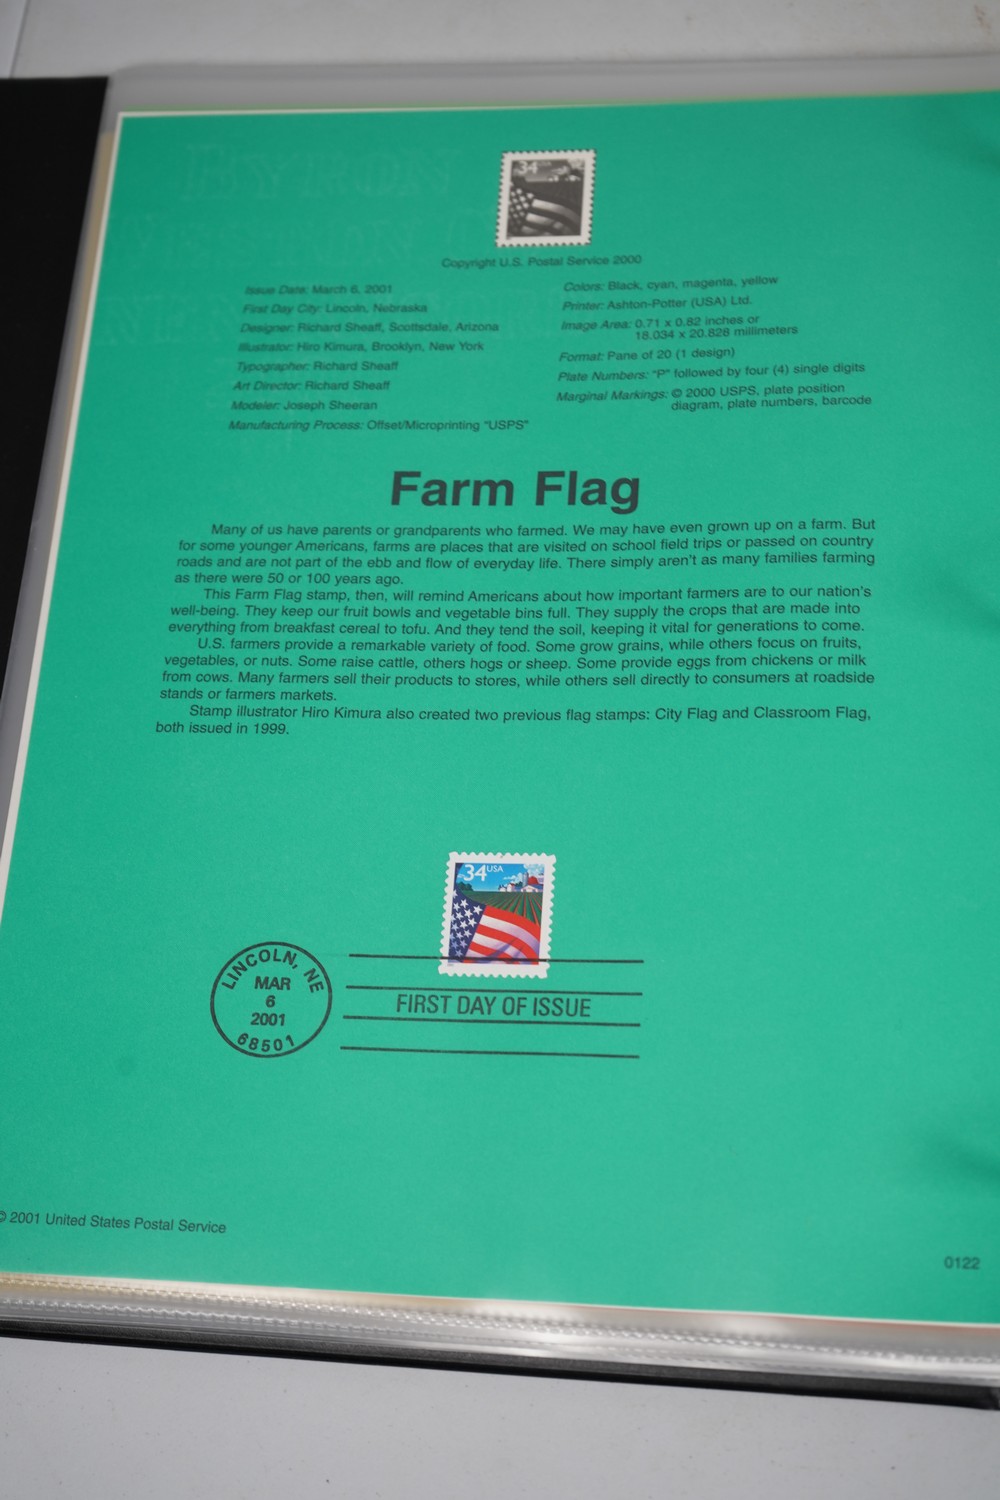 34 USA
Copyright U.S. Postal Service 2000
Issue Date: March 6, 2001
First Day City: Lincoln, Nebraska
Designer: Richard Sheaff, Scottsdale, Arizona
Illustrator: Hiro Kimura, Brooklyn, New York
Typographer: Richard Sheaff
Art Director: Richard Sheaff
Modeler: Joseph Sheeran
Manufacturing Process: Offset/Microprinting "USPS"
Colors: Black, cyan, magenta, yellow
Printer: Ashton-Potter (USA) Ltd.
Image Area: 0.71 x 0.82 inches or
18.034 x 20.828 millimeters
Format: Pane of 20 (1 design)
Plate Numbers: "P" followed by four (4) single digits
Marginal Markings: © 2000 USPS, plate position
diagram, plate numbers, barcode
Farm Flag
Many of us have parents or grandparents who farmed. We may have even grown up on a farm. But
for some younger Americans, farms are places that are visited on school field trips or passed on country
roads and are not part of the ebb and flow of everyday life. There simply aren't as many families farming
as there were 50 or 100 years ago.
This Farm Flag stamp, then, will remind Americans about how important farmers are to our nation's
well-being. They keep our fruit bowls and vegetable bins full. They supply the crops that are made into
everything from breakfast cereal to tofu. And they tend the soil, keeping it vital for generations to come.
U.S. farmers provide a remarkable variety of food. Some grow grains, while others focus on fruits,
vegetables, or nuts. Some raise cattle, others hogs or sheep. Some provide eggs from chickens or milk
from cows. Many farmers sell their products to stores, while others sell directly to consumers at roadside
stands or farmers markets.
Stamp illustrator Hiro Kimura also created two previous flag stamps: City Flag and Classroom Flag,
both issued in 1999.
34 USA
LINCOLN, NE
MAR
6
2001
68501
FIRST DAY OF ISSUE
© 2001 United States Postal Service
0122